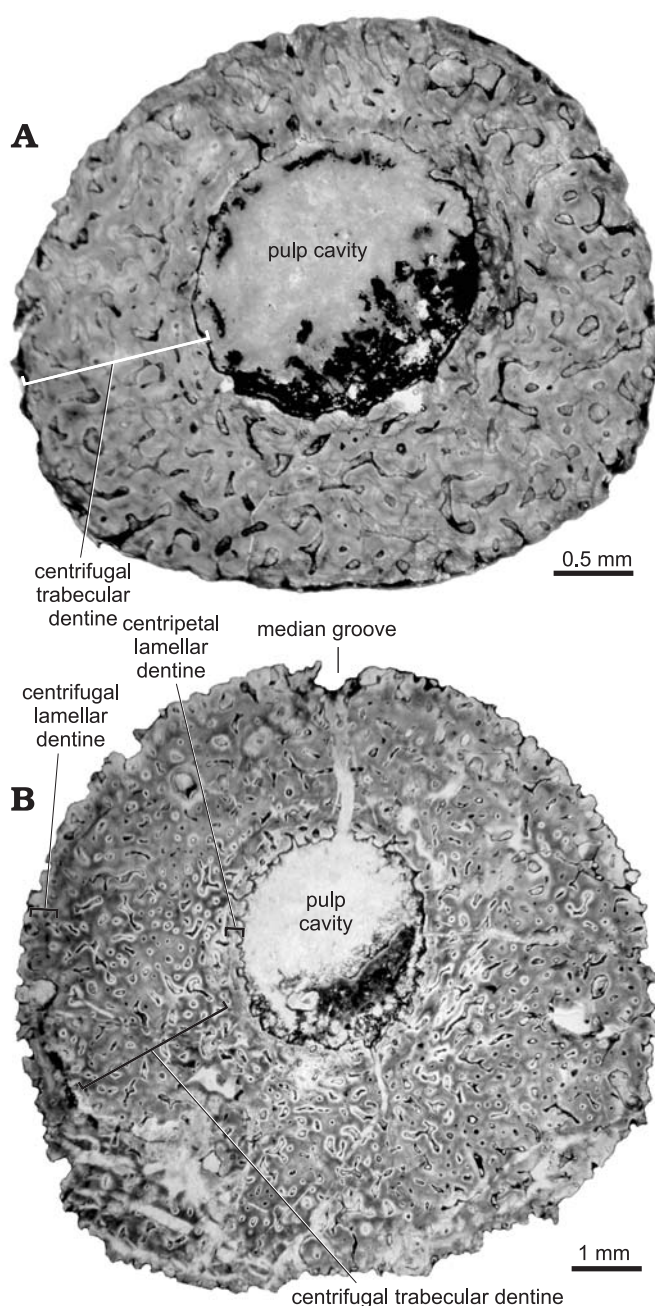 A
pulp cavity
0.5 mm
centrifugal
trabecular
dentine
centripetal
lamellar
dentine
median groove
centrifugal
lamellar
dentine
B
pulp
cavity
1 mm
centrifugal trabecular dentine